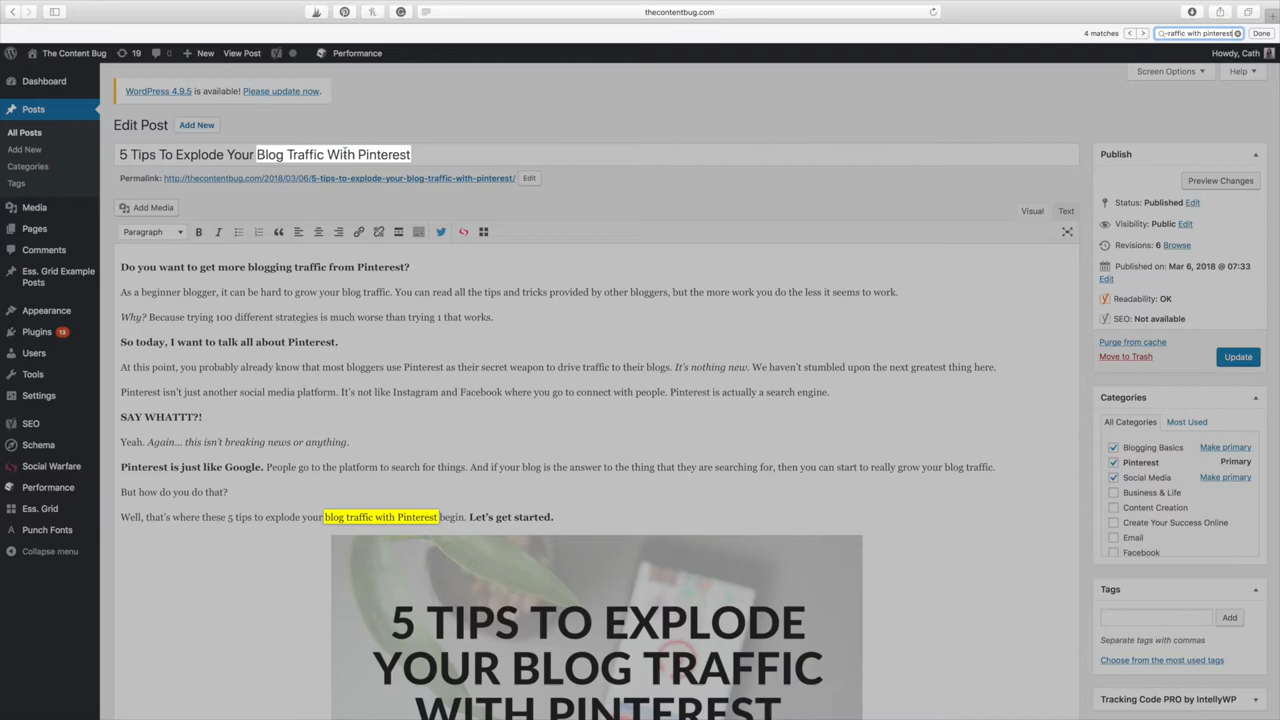 thecontentbug.com
4 matches
raffic with pinterest
Done
The Content Bug
19
0
New
View Post
Performance
Howdy, Cath
Dashboard
Posts
All Posts
Add New
Categories
Tags
Media
Pages
Comments
Ess. Grid Example
Posts
Appearance
Plugins 13
Users
Tools
Settings
SEO
Schema
Social Warfare
Performance
Ess. Grid
Punch Fonts
Collapse menu
Screen Options
Help
WordPress 4.9.5 is available! Please update now.
Edit Post
Add New
5 Tips To Explode Your Blog Traffic With Pinterest
Permalink: http://thecontentbug.com/2018/03/06/5-tips-to-explode-your-blog-traffic-with-pinterest/
Edit
Add Media
Visual
Text
Paragraph
Do you want to get more blogging traffic from Pinterest?
As a beginner blogger, it can be hard to grow your blog traffic. You can read all the tips and tricks provided by other bloggers, but the more work you do the less it seems to work.
Why? Because trying 100 different strategies is much worse than trying 1 that works.
So today, I want to talk all about Pinterest.
At this point, you probably already know that most bloggers use Pinterest as their secret weapon to drive traffic to their blogs. It's nothing new. We haven't stumbled upon the next greatest thing here.
Pinterest isn't just another social media platform. It's not like Instagram and Facebook where you go to connect with people. Pinterest is actually a search engine.
SAY WHATTT?!
Yeah. Again... this isn't breaking news or anything.
Pinterest is just like Google. People go to the platform to search for things. And if your blog is the answer to the thing that they are searching for, then you can start to really grow your blog traffic.
But how do you do that?
Well, that's where these 5 tips to explode your blog traffic with Pinterest begin. Let's get started.
5 TIPS TO EXPLODE
YOUR BLOG TRAFFIC
WITH PINTEREST
Publish
Preview Changes
Status: Published Edit
Visibility: Public Edit
Revisions: 6 Browse
Published on: Mar 6, 2018 @ 07:33
Edit
Readability: OK
SEO: Not available
Purge from cache
Move to Trash
Update
Categories
All Categories
Most Used
Blogging Basics Make primary
Pinterest Primary
Social Media Make primary
Business & Life
Content Creation
Create Your Success Online
Email
Facebook
Tags
Add
Separate tags with commas
Choose from the most used tags
Tracking Code PRO by IntellyWP